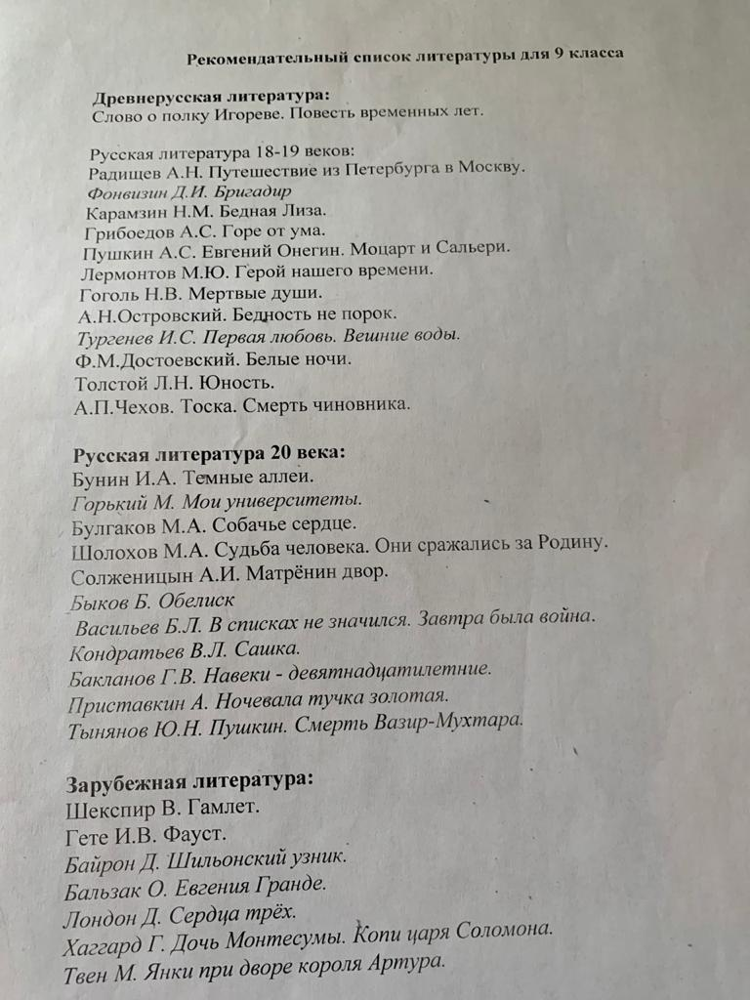 Рекомендательный список литературы для 9 класса
Древнерусская литература:
Слово о полку Игореве. Повесть временных лет.
Русская литература 18-19 веков:
Радищев А.Н. Путешествие из Петербурга в Москву.
Фонвизин Д.И. Бригадир
Карамзин Н.М. Бедная Лиза.
Грибоедов А.С. Горе от ума.
Пушкин А.С. Евгений Онегин. Моцарт и Сальери.
Лермонтов М.Ю. Герой нашего времени.
Гоголь Н.В. Мертвые души.
А.Н.Островский. Бедность не порок.
Тургенев И.С. Первая любовь. Вешние воды.
Ф.М.Достоевский. Белые ночи.
Толстой Л.Н. Юность.
А.П.Чехов. Тоска. Смерть чиновника.
Русская литература 20 века:
Бунин И.А. Темные аллеи.
Горький М. Мои университеты.
Булгаков М.А. Собачье сердце.
Шолохов М.А. Судьба человека. Они сражались за Родину.
Солженицын А.И. Матрёнин двор.
Быков Б. Обелиск
Васильев Б.Л. В списках не значился. Завтра была война.
Кондратьев В.Л. Сашка.
Бакланов Г.В. Навеки - девятнадцатилетние.
Приставкин А. Ночевала тучка золотая.
Тынянов Ю.Н. Пушкин. Смерть Вазир-Мухтара.
Зарубежная литература:
Шекспир В. Гамлет.
Гете И.В. Фауст.
Байрон Д. Шильонский узник.
Бальзак О. Евгения Гранде.
Лондон Д. Сердца трёх.
Хаггард Г. Дочь Монтесумы. Копи царя Соломона.
Твен М. Янки при дворе короля Артура.